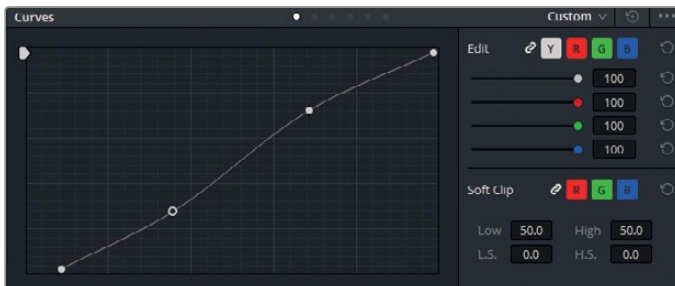 Curves Custom
Edit Y R G B
100
100
100
100
Soft Clip R G B
Low 50.0 High 50.0
L.S. 0.0 H.S. 0.0